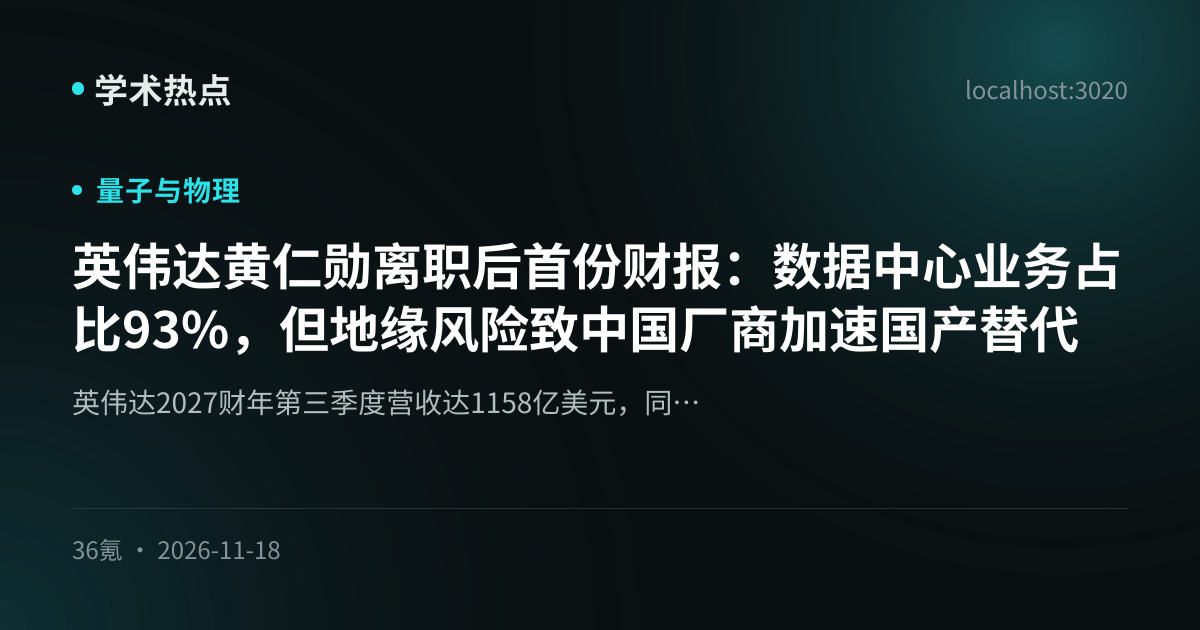 学术热点
localhost:3020
量子与物理
英伟达黄仁勋离职后首份财报：数据中心业务占
比93%，但地缘风险致中国厂商加速国产替代
英伟达2027财年第三季度营收达1158亿美元，同…
36氪 · 2026-11-18